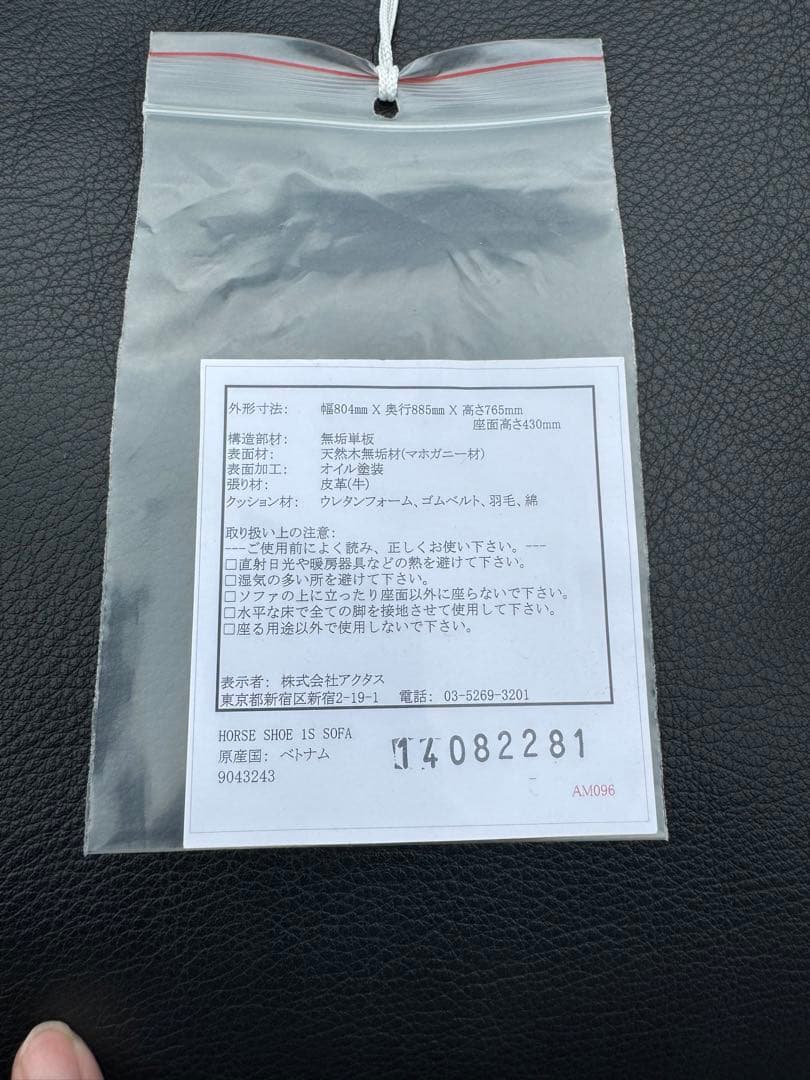 外形寸法: 幅804mm X 奥行885mm X 高さ765mm
座面高さ430mm
構造部材: 無垢単板
表面材: 天然木無垢材(マホガニー材)
表面加工: オイル塗装
張り材: 皮革(牛)
クッション材: ウレタンフォーム、ゴムベルト、羽毛、綿
取り扱い上の注意:
---ご使用前によく読み、正しくお使い下さい。---
□直射日光や暖房器具などの熱を避けて下さい。
□湿気の多い所を避けて下さい。
□ソファの上に立ったり座面以外に座らないで下さい。
□水平な床で全ての脚を接地させて使用して下さい。
□座る用途以外で使用しないで下さい。
表示者: 株式会社アクタス
東京都新宿区新宿2-19-1 電話: 03-5269-3201
HORSE SHOE 1S SOFA
原産国: ベトナム
9043243
14082281
AM096